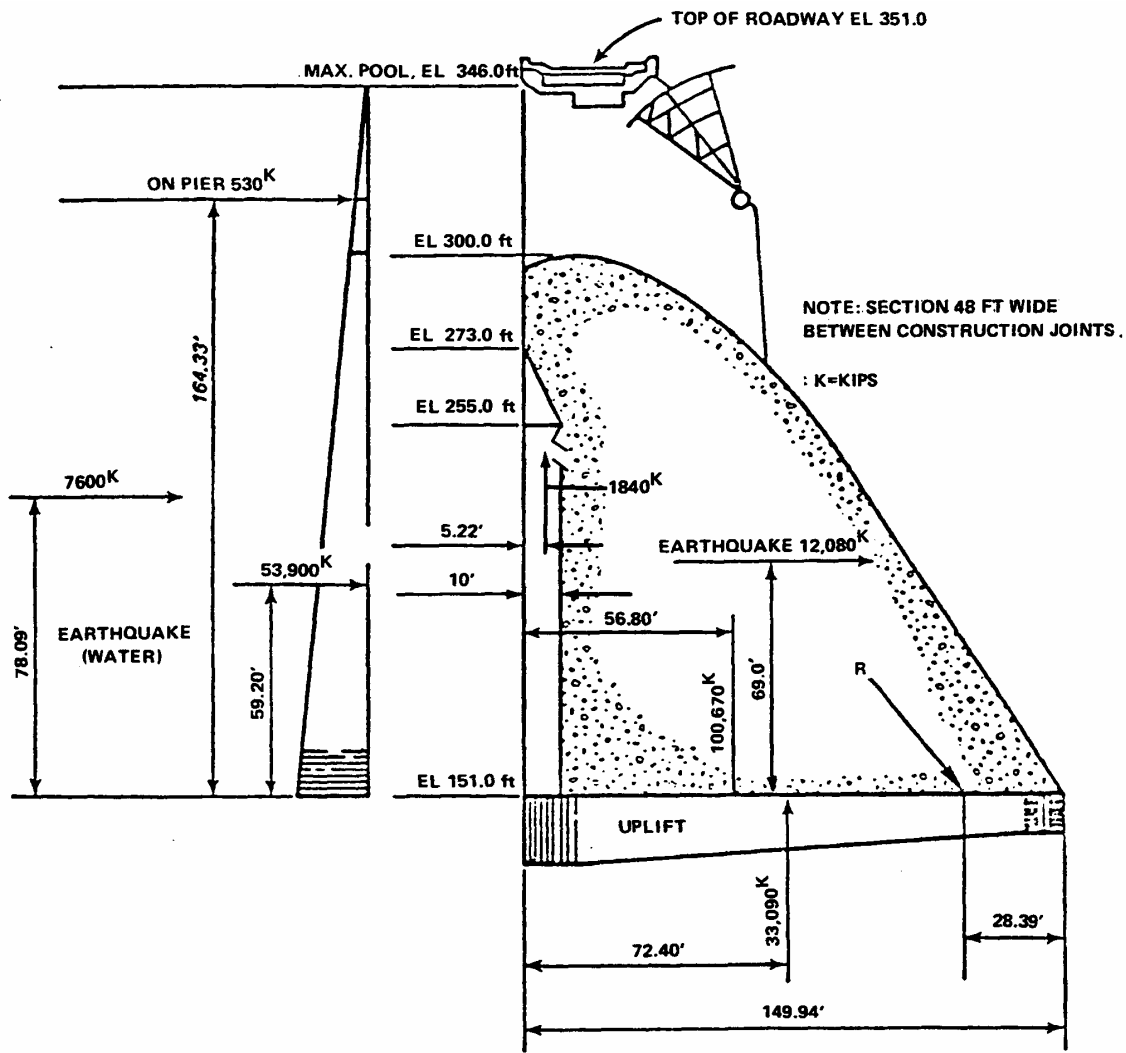 TOP OF ROADWAY EL 351.0
MAX. POOL, EL 346.0ft
ON PIER 530K
EL 300.0 ft
NOTE: SECTION 48 FT WIDE
BETWEEN CONSTRUCTION JOINTS.
: K=KIPS
EL 273.0 ft
164.33'
EL 255.0 ft
7600K
1840K
5.22'
EARTHQUAKE 12,080K
53,900K
10'
56.80'
78.09'
EARTHQUAKE
(WATER)
59.20'
100,670K
69.0'
R
EL 151.0 ft
UPLIFT
33,090K
28.39'
72.40'
149.94'